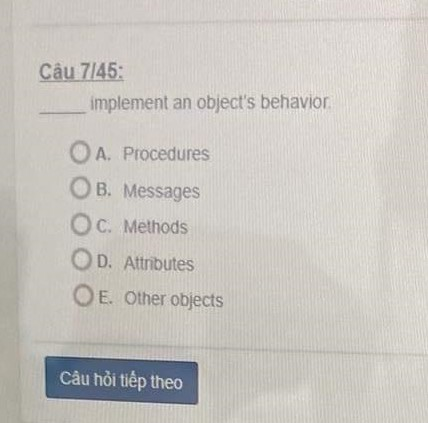 Câu 7/45:
_____ implement an object's behavior.
A. Procedures
B. Messages
C. Methods
D. Attributes
E. Other objects
Câu hỏi tiếp theo